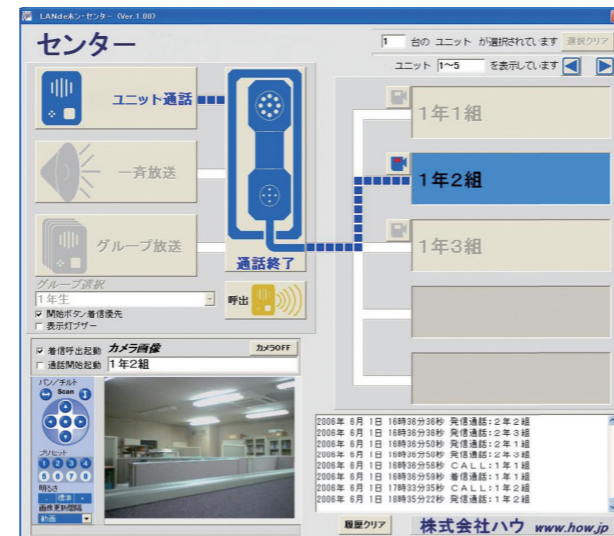 LANdeホン・センター (Ver.1.00)
センター
1 台の ユニット が選択されています 選択クリア
ユニット 1～5 を表示しています
ユニット通話
一斉放送
グループ放送
通話終了
呼出
グループ選択
1年生
開始ボタン着信優先
表示灯ブザー
1年1組
1年2組
1年3組
着信呼出起動 カメラ画像 カメラOFF
通話開始起動 1年2組
パン/チルト
Scan
プリセット
1 2 3 4
5 6 7 8
明るさ
- 標準 +
画像更新間隔
動画
2006年 6月 1日 16時36分36秒 発信通話:2年2組
2006年 6月 1日 16時36分36秒 発信通話:2年3組
2006年 6月 1日 16時36分50秒 発信通話:2年1組
2006年 6月 1日 16時36分50秒 発信通話:2年3組
2006年 6月 1日 16時36分56秒 CALL:1年1組
2006年 6月 1日 16時36分58秒 着信通話:1年1組
2006年 6月 1日 17時33分35秒 CALL:1年2組
2006年 6月 1日 18時35分22秒 発信通話:1年2組
履歴クリア 株式会社ハウ www.how.jp